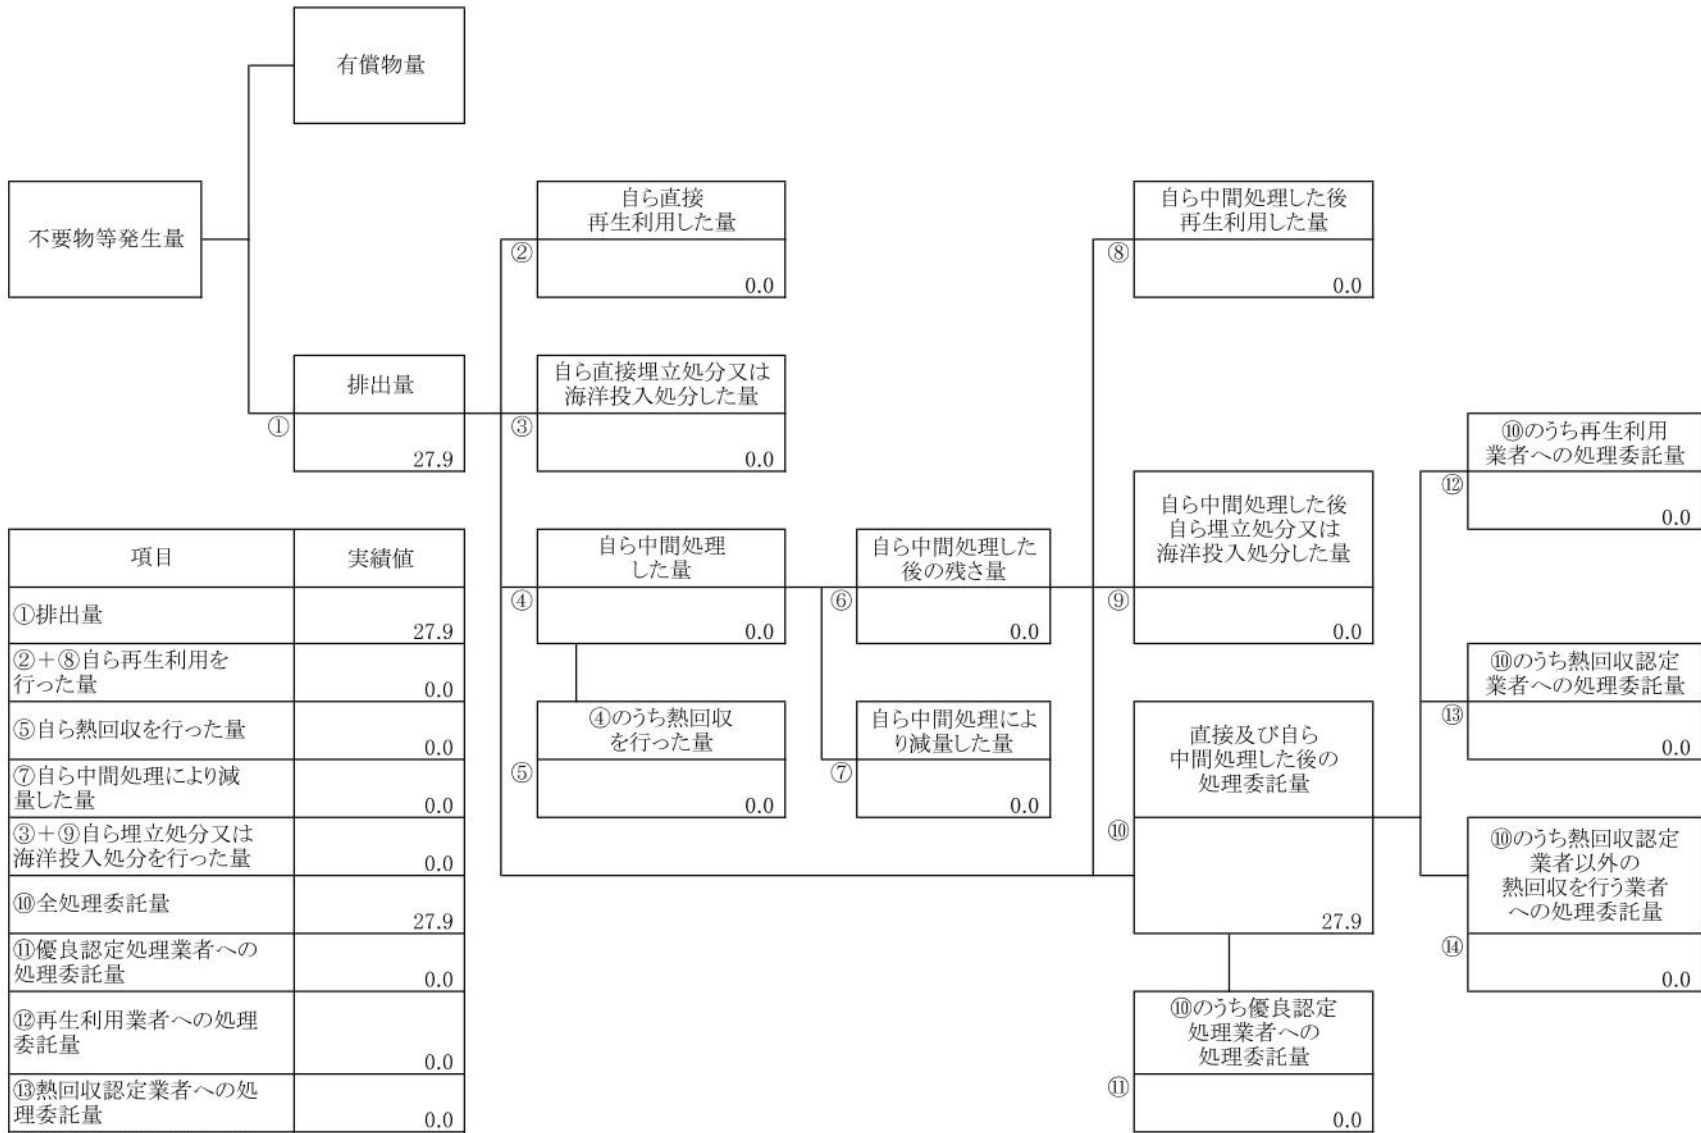 有償物量
不要物等発生量
自ら直接
再生利用した量
②
0.0
自ら中間処理した後
再生利用した量
⑧
0.0
排出量
①
27.9
自ら直接埋立処分又は
海洋投入処分した量
③
0.0
⑩のうち再生利用
業者への処理委託量
⑫
0.0
自ら中間処理
した量
④
0.0
自ら中間処理した
後の残さ量
⑥
0.0
自ら中間処理した後
自ら埋立処分又は
海洋投入処分した量
⑨
0.0
⑩のうち熱回収認定
業者への処理委託量
⑬
0.0
④のうち熱回収
を行った量
⑤
0.0
自ら中間処理によ
り減量した量
⑦
0.0
直接及び自ら
中間処理した後の
処理委託量
⑩
27.9
⑩のうち熱回収認定
業者以外の
熱回収を行う業者
への処理委託量
⑭
0.0
⑩のうち優良認定
処理業者への
処理委託量
⑪
0.0
項目 実績値
①排出量
27.9
②+⑧自ら再生利用を
行った量 0.0
⑤自ら熱回収を行った量
0.0
⑦自ら中間処理により減
量した量 0.0
③+⑨自ら埋立処分又は
海洋投入処分を行った量 0.0
⑩全処理委託量
27.9
⑪優良認定処理業者への
処理委託量 0.0
⑫再生利用業者への処理
委託量 0.0
⑬熱回収認定業者への処
理委託量 0.0